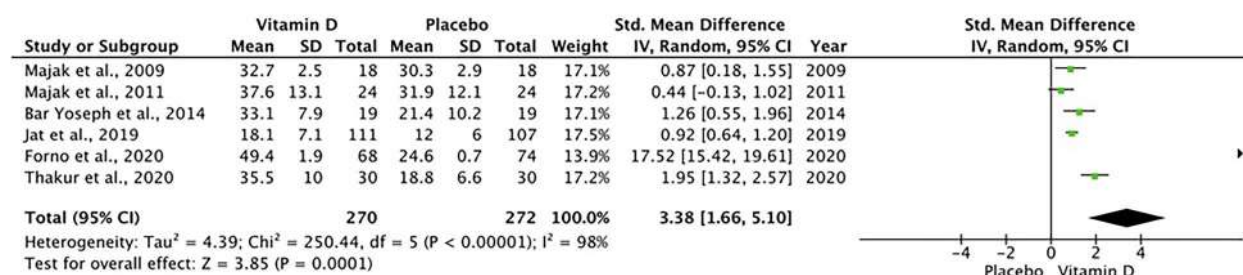 Vitamin D Placebo Std. Mean Difference Std. Mean Difference
Study or Subgroup Mean SD Total Mean SD Total Weight IV, Random, 95% CI Year IV, Random, 95% CI
Majak et al., 2009 32.7 2.5 18 30.3 2.9 18 17.1% 0.87 [0.18, 1.55] 2009
Majak et al., 2011 37.6 13.1 24 31.9 12.1 24 17.2% 0.44 [-0.13, 1.02] 2011
Bar Yoseph et al., 2014 33.1 7.9 19 21.4 10.2 19 17.1% 1.26 [0.55, 1.96] 2014
Jat et al., 2019 18.1 7.1 111 12 6 107 17.5% 0.92 [0.64, 1.20] 2019
Forno et al., 2020 49.4 1.9 68 24.6 0.7 74 13.9% 17.52 [15.42, 19.61] 2020
Thakur et al., 2020 35.5 10 30 18.8 6.6 30 17.2% 1.95 [1.32, 2.57] 2020
Total (95% CI) 270 272 100.0% 3.38 [1.66, 5.10]
Heterogeneity: Tau² = 4.39; Chi² = 250.44, df = 5 (P < 0.00001); I² = 98%
Test for overall effect: Z = 3.85 (P = 0.0001)
-4 -2 0 2 4
Placebo Vitamin D